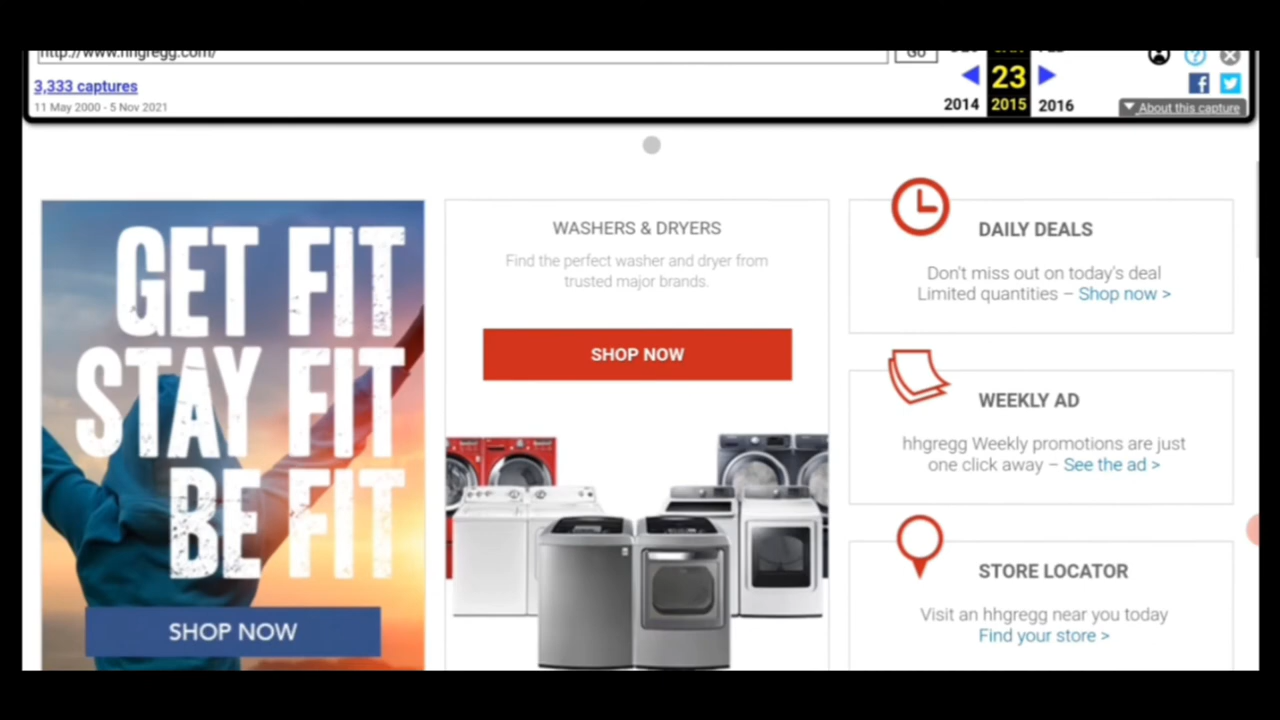 http://www.hhgregg.com/
Go
3,333 captures
11 May 2000 - 5 Nov 2021
23
2014 2015 2016
f
?
About this capture
GET FIT
STAY FIT
BE FIT
SHOP NOW
WASHERS & DRYERS
Find the perfect washer and dryer from
trusted major brands.
SHOP NOW
DAILY DEALS
Don't miss out on today's deal
Limited quantities – Shop now >
WEEKLY AD
hhgregg Weekly promotions are just
one click away – See the ad >
STORE LOCATOR
Visit an hhgregg near you today
Find your store >